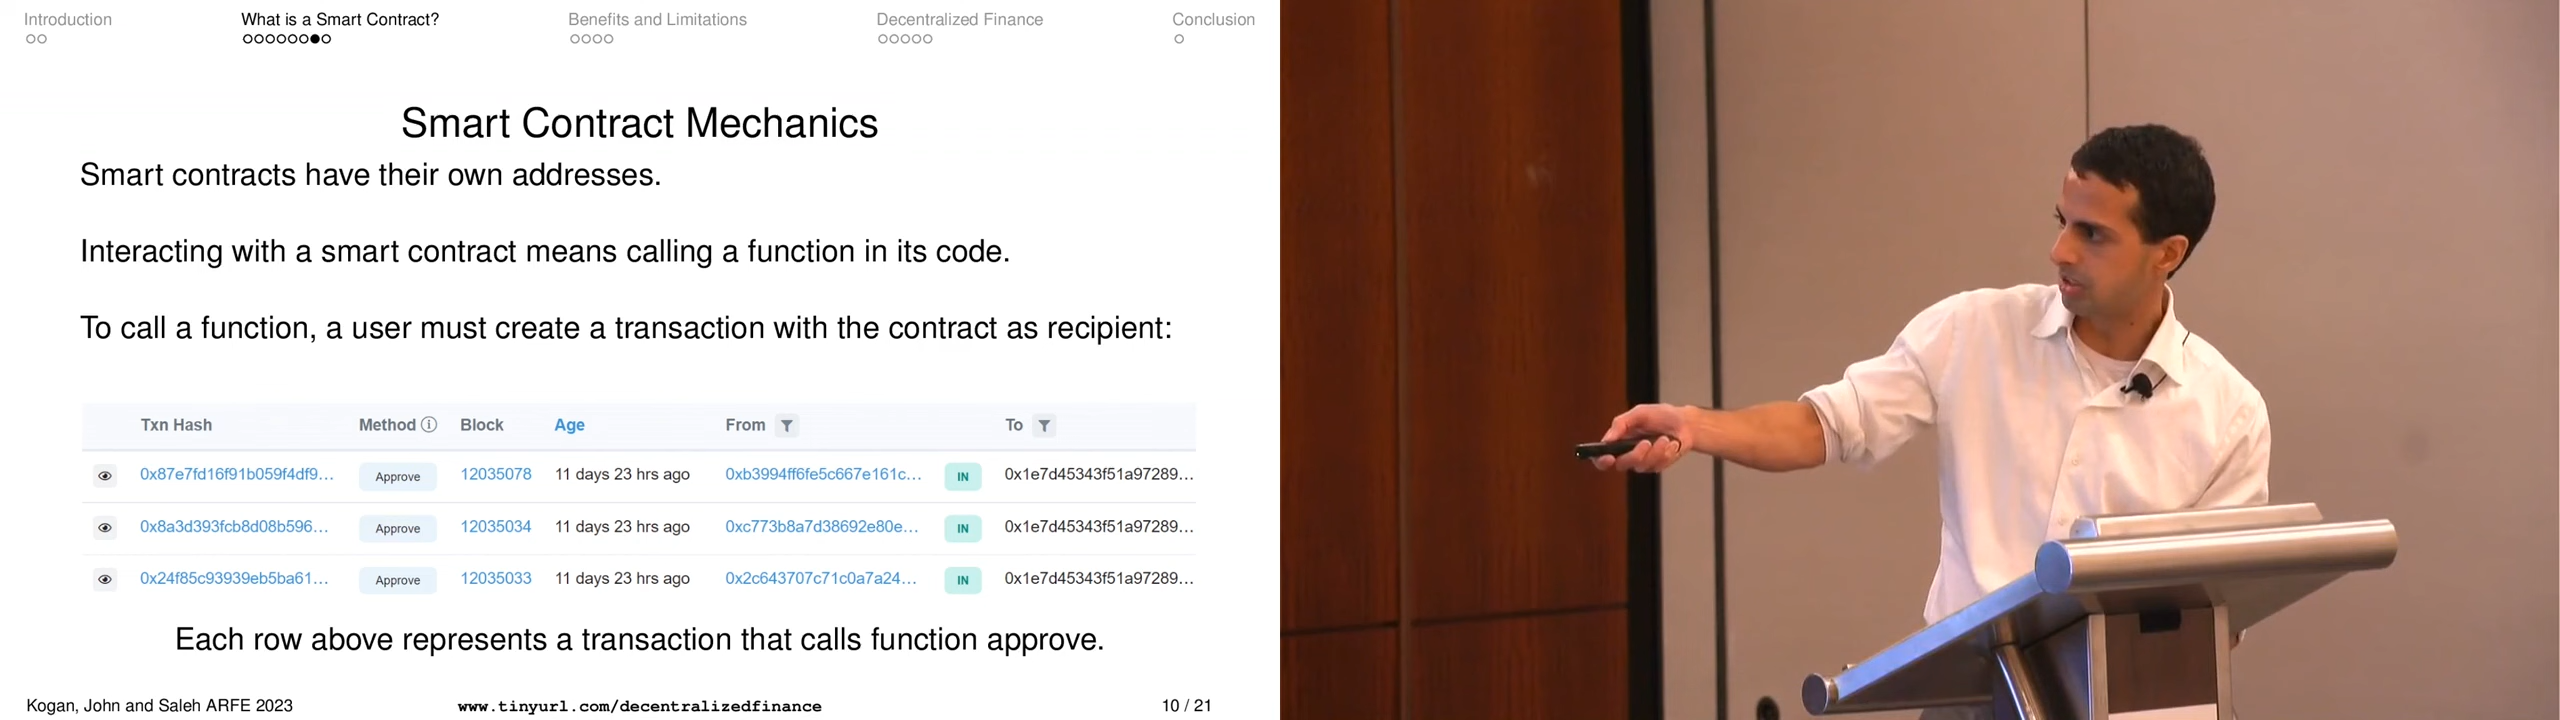 Introduction What is a Smart Contract? Benefits and Limitations Decentralized Finance Conclusion
Smart Contract Mechanics
Smart contracts have their own addresses.
Interacting with a smart contract means calling a function in its code.
To call a function, a user must create a transaction with the contract as recipient:
Txn Hash Method Block Age From To
0x87e7fd16f91b059f4df9... Approve 12035078 11 days 23 hrs ago 0xb3994ff6fe5c667e161c... IN 0x1e7d45343f51a97289...
0x8a3d393fcb8d08b596... Approve 12035034 11 days 23 hrs ago 0xc773b8a7d38692e80e... IN 0x1e7d45343f51a97289...
0x24f85c93939eb5ba61... Approve 12035033 11 days 23 hrs ago 0x2c643707c71c0a7a24... IN 0x1e7d45343f51a97289...
Each row above represents a transaction that calls function approve.
Kogan, John and Saleh ARFE 2023 www.tinyurl.com/decentralizedfinance 10 / 21